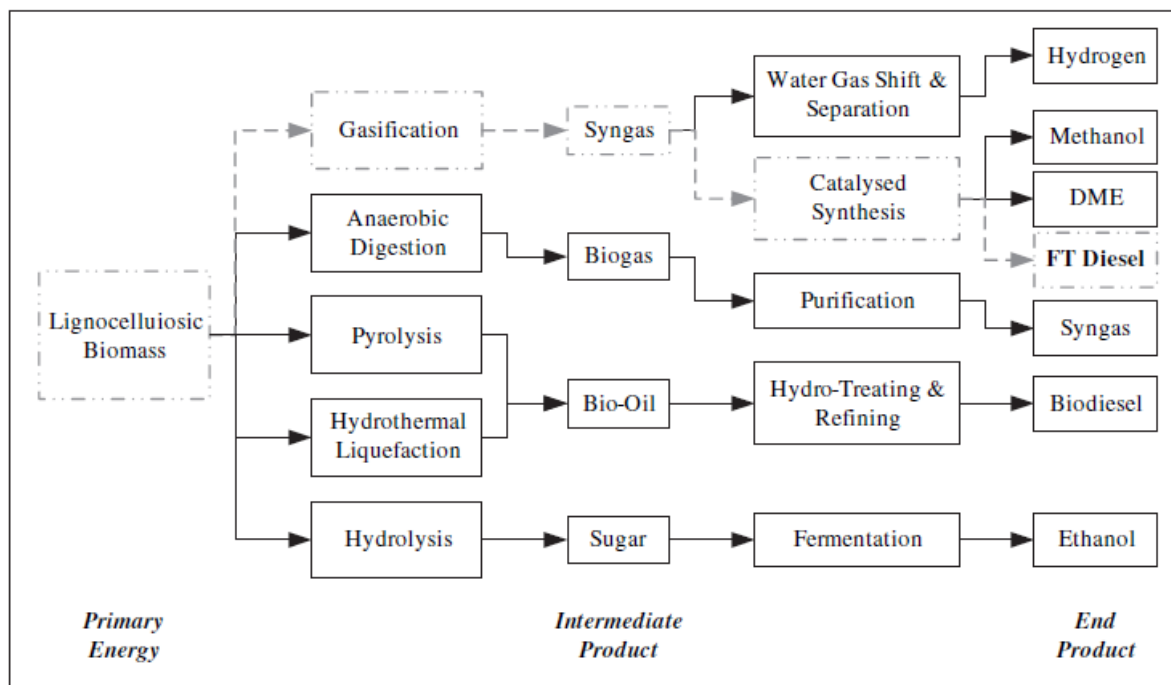 Lignocelluiosic
Biomass
Gasification
Anaerobic
Digestion
Pyrolysis
Hydrothermal
Liquefaction
Hydrolysis
Syngas
Biogas
Bio-Oil
Sugar
Water Gas Shift &
Separation
Catalysed
Synthesis
Purification
Hydro-Treating &
Refining
Fermentation
Hydrogen
Methanol
DME
FT Diesel
Syngas
Biodiesel
Ethanol
Primary
Energy
Intermediate
Product
End
Product